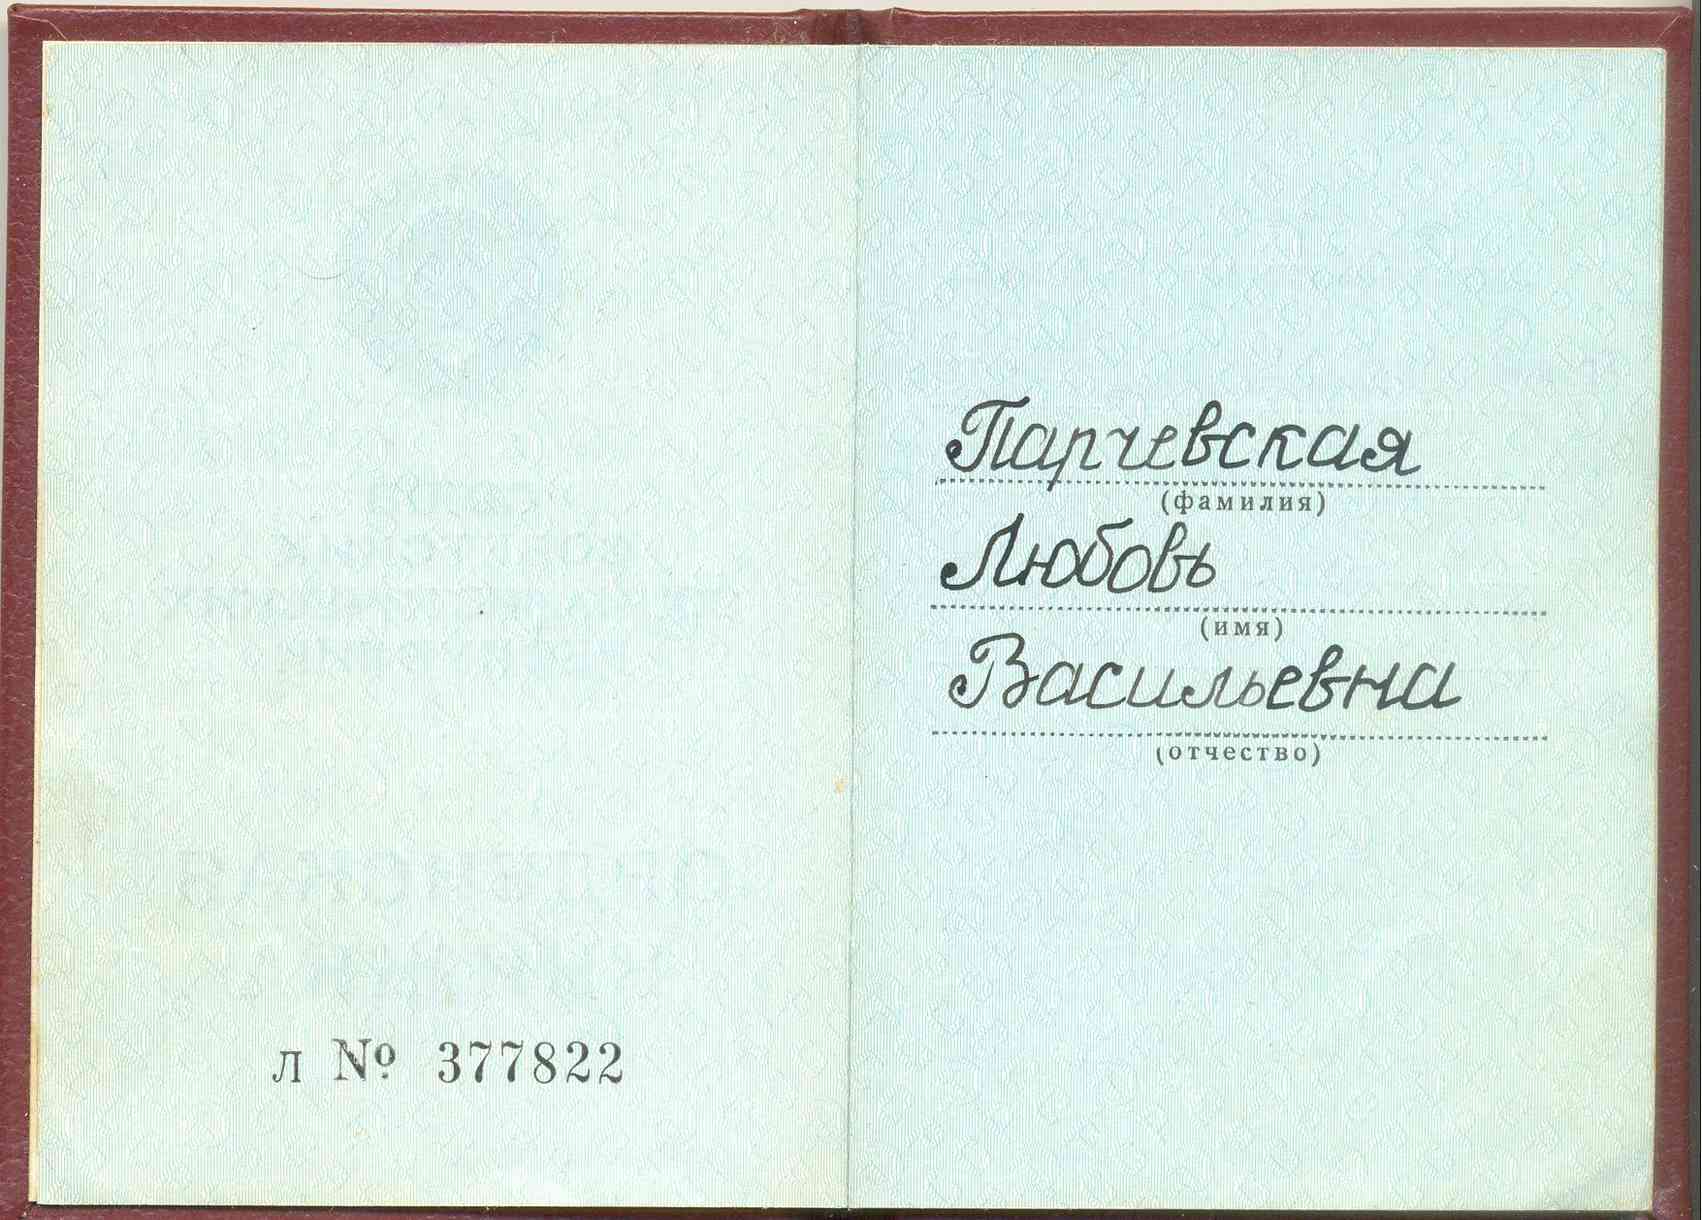 л № 377822
Парчевская
(фамилия)
Любовь
(имя)
Васильевна
(отчество)